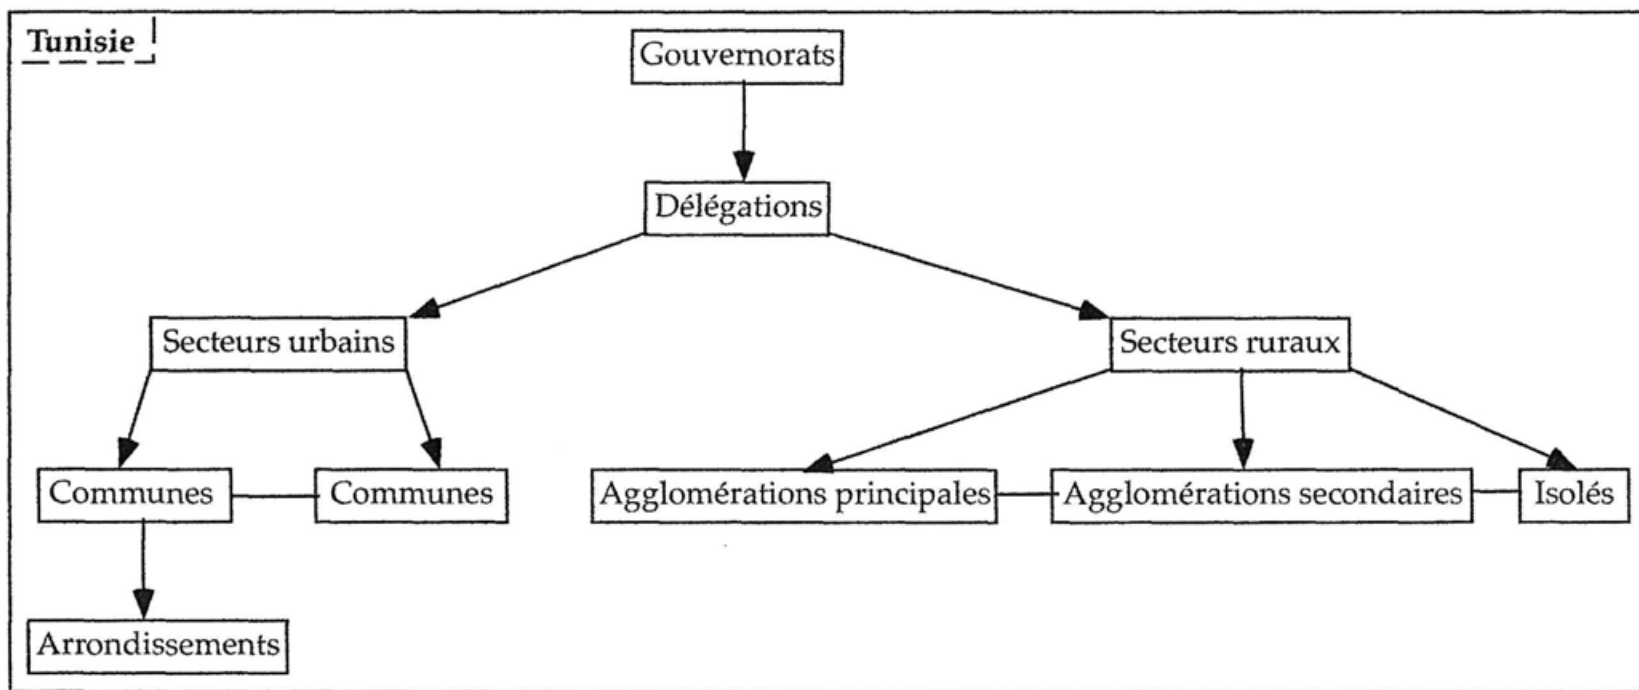 Tunisie
Gouvernorats
Délégations
Secteurs urbains
Secteurs ruraux
Communes
Communes
Agglomérations principales
Agglomérations secondaires
Isolés
Arrondissements